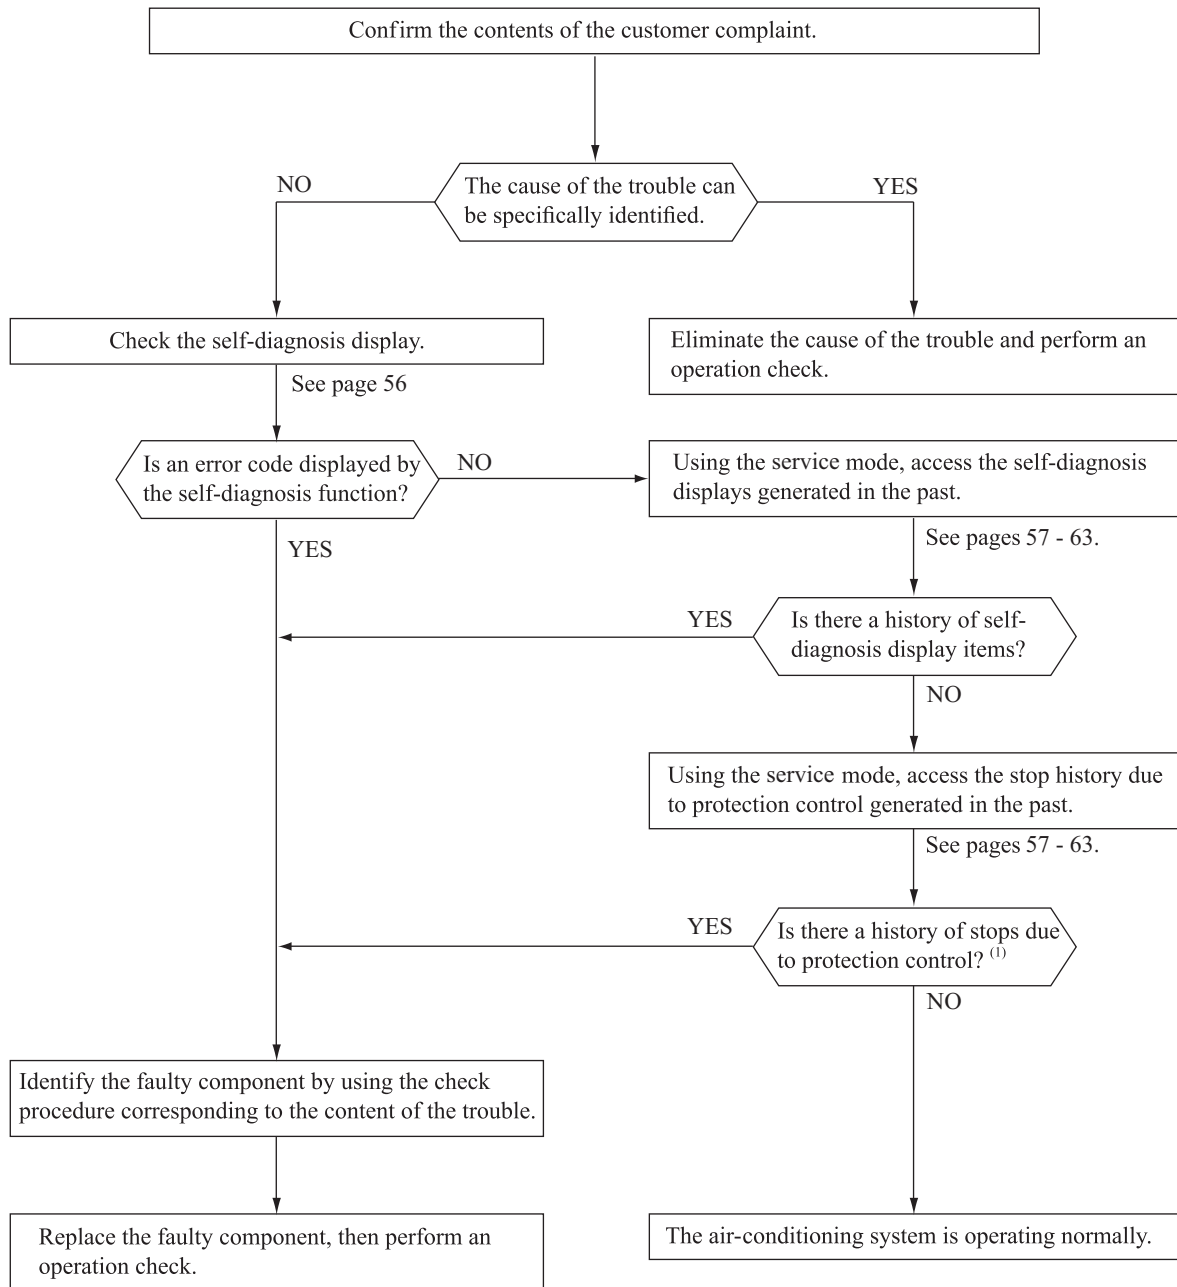 Confirm the contents of the customer complaint.
NO
The cause of the trouble can
be specifically identified.
YES
Check the self-diagnosis display.
Eliminate the cause of the trouble and perform an
operation check.
See page 56
Is an error code displayed by
the self-diagnosis function?
NO
Using the service mode, access the self-diagnosis
displays generated in the past.
YES
See pages 57 - 63.
YES
Is there a history of self-
diagnosis display items?
NO
Using the service mode, access the stop history due
to protection control generated in the past.
See pages 57 - 63.
YES
Is there a history of stops due
to protection control? (1)
NO
Identify the faulty component by using the check
procedure corresponding to the content of the trouble.
Replace the faulty component, then perform an
operation check.
The air-conditioning system is operating normally.